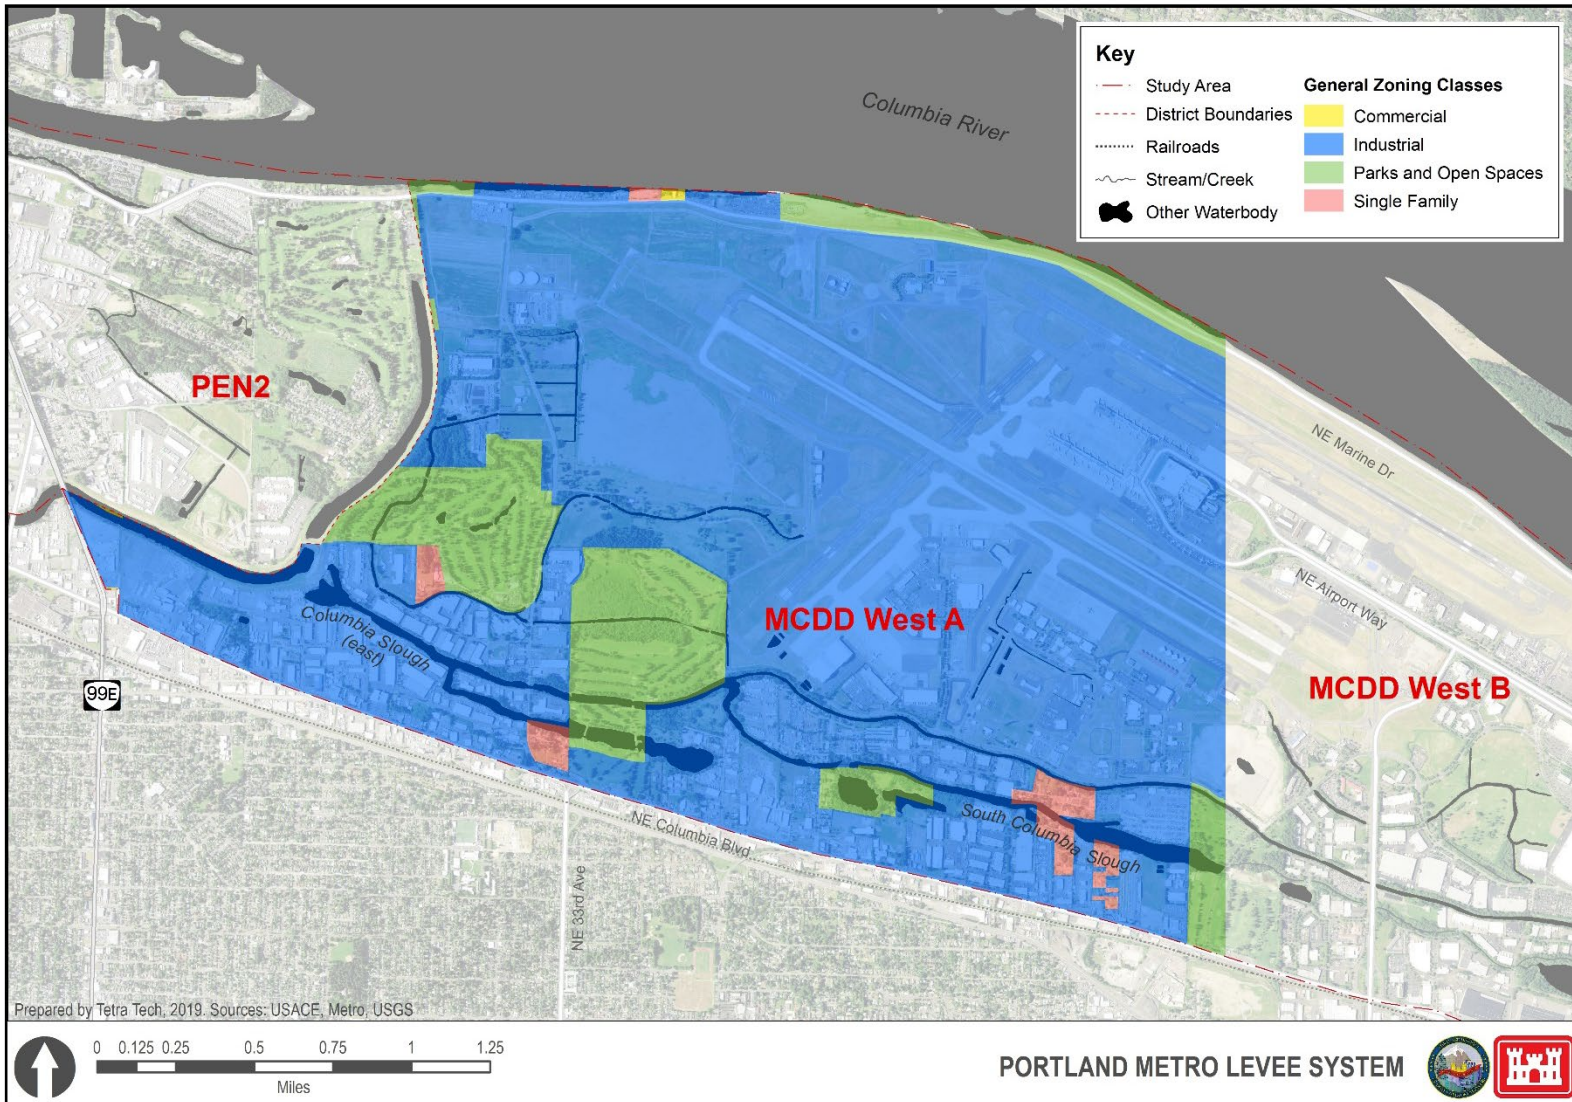 Columbia River
Key
Study Area
District Boundaries
Railroads
Stream/Creek
Other Waterbody
General Zoning Classes
Commercial
Industrial
Parks and Open Spaces
Single Family
PEN2
NE Marine Dr
NE Airport Way
MCDD West A
MCDD West B
Columbia Slough
(east)
99E
South Columbia Slough
NE Columbia Blvd
NE 33rd Ave
Prepared by Tetra Tech, 2019. Sources: USACE, Metro, USGS
0 0.125 0.25 0.5 0.75 1 1.25
Miles
PORTLAND METRO LEVEE SYSTEM